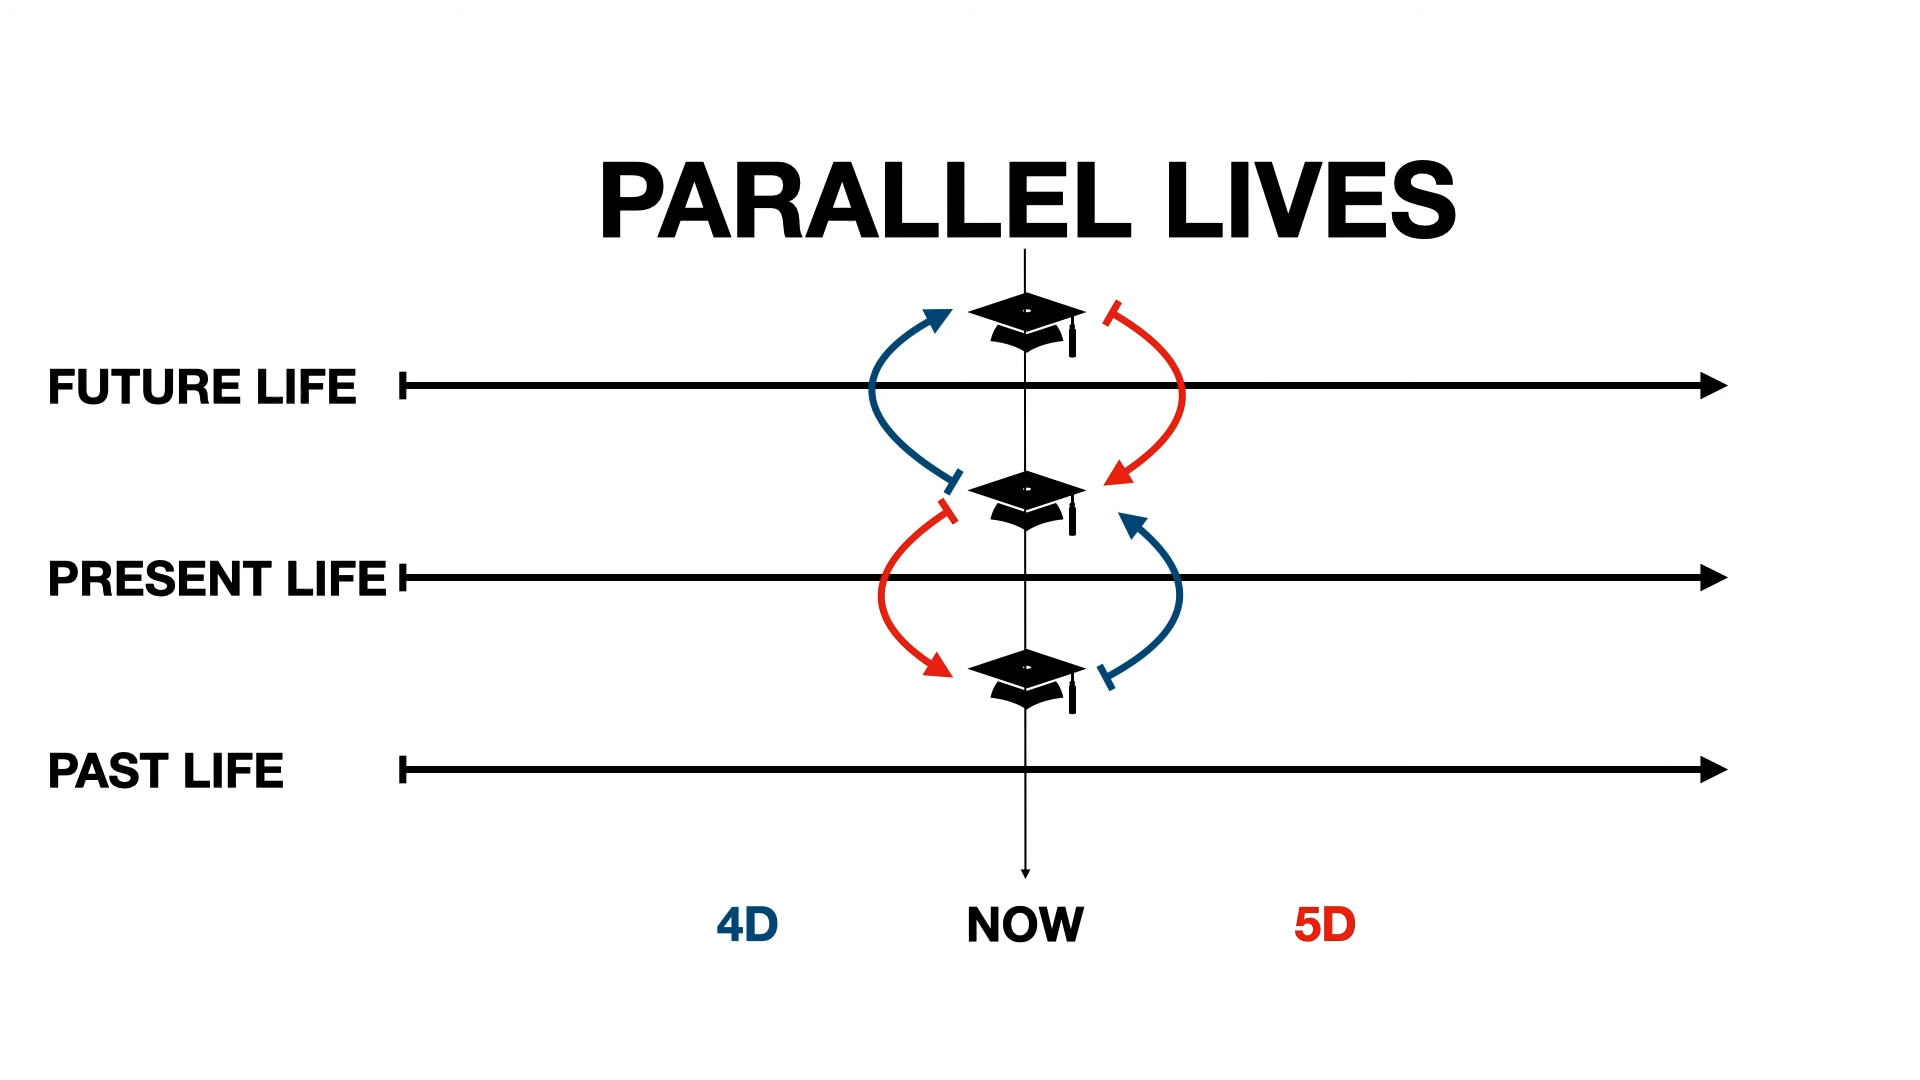 PARALLEL LIVES
FUTURE LIFE
PRESENT LIFE
PAST LIFE
4D NOW 5D